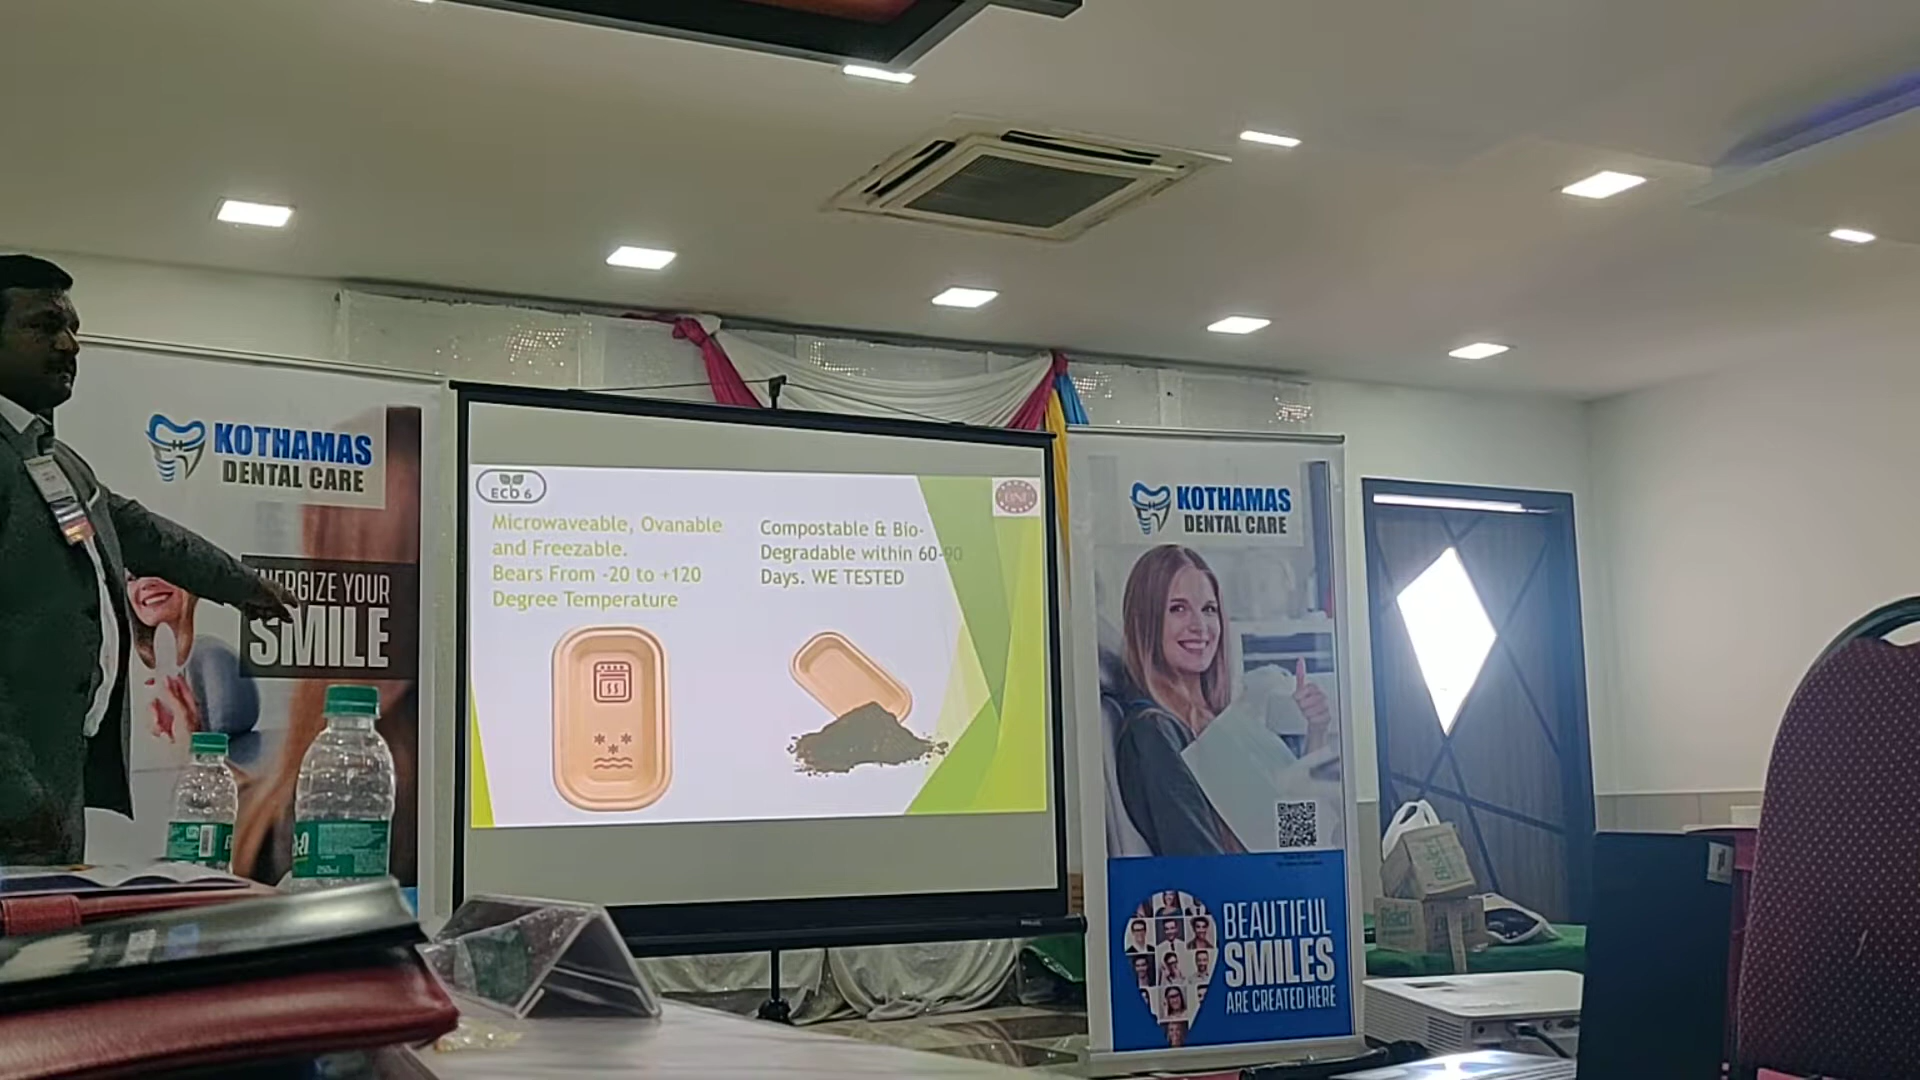 KOTHAMAS
DENTAL CARE
ENERGIZE YOUR
SMILE
ECO 6
Microwaveable, Ovanable
and Freezable.
Bears From -20 to +120
Degree Temperature
Compostable & Bio-
Degradable within 60-90
Days. WE TESTED
BNI
KOTHAMAS
DENTAL CARE
BEAUTIFUL
SMILES
ARE CREATED HERE